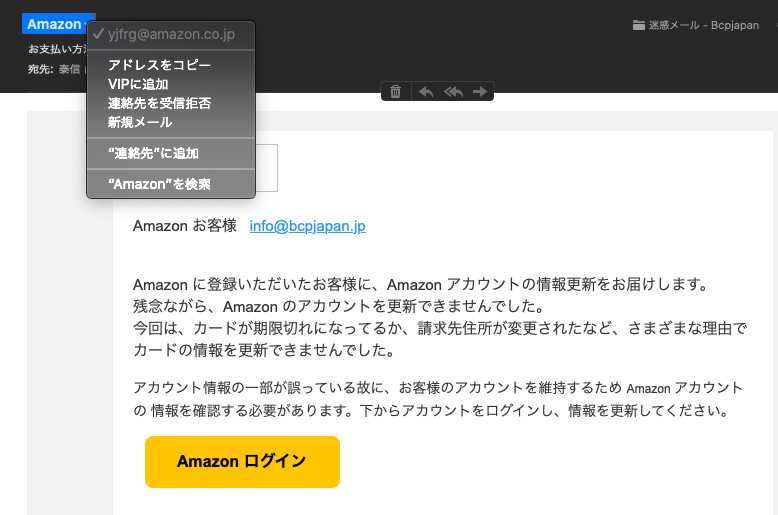 Amazon
yjfrg@amazon.co.jp
迷惑メール - Bcpjapan
お支払い方
宛先: 泰信
アドレスをコピー
VIPに追加
連絡先を受信拒否
新規メール
“連絡先”に追加
“Amazon”を検索
Amazon お客様 info@bcpjapan.jp
Amazon に登録いただいたお客様に、Amazon アカウントの情報更新をお届けします。
残念ながら、Amazon のアカウントを更新できませんでした。
今回は、カードが期限切れになってるか、請求先住所が変更されたなど、さまざまな理由で
カードの情報を更新できませんでした。
アカウント情報の一部が誤っている故に、お客様のアカウントを維持するため Amazon アカウント
の 情報を確認する必要があります。下からアカウントをログインし、情報を更新してください。
Amazon ログイン